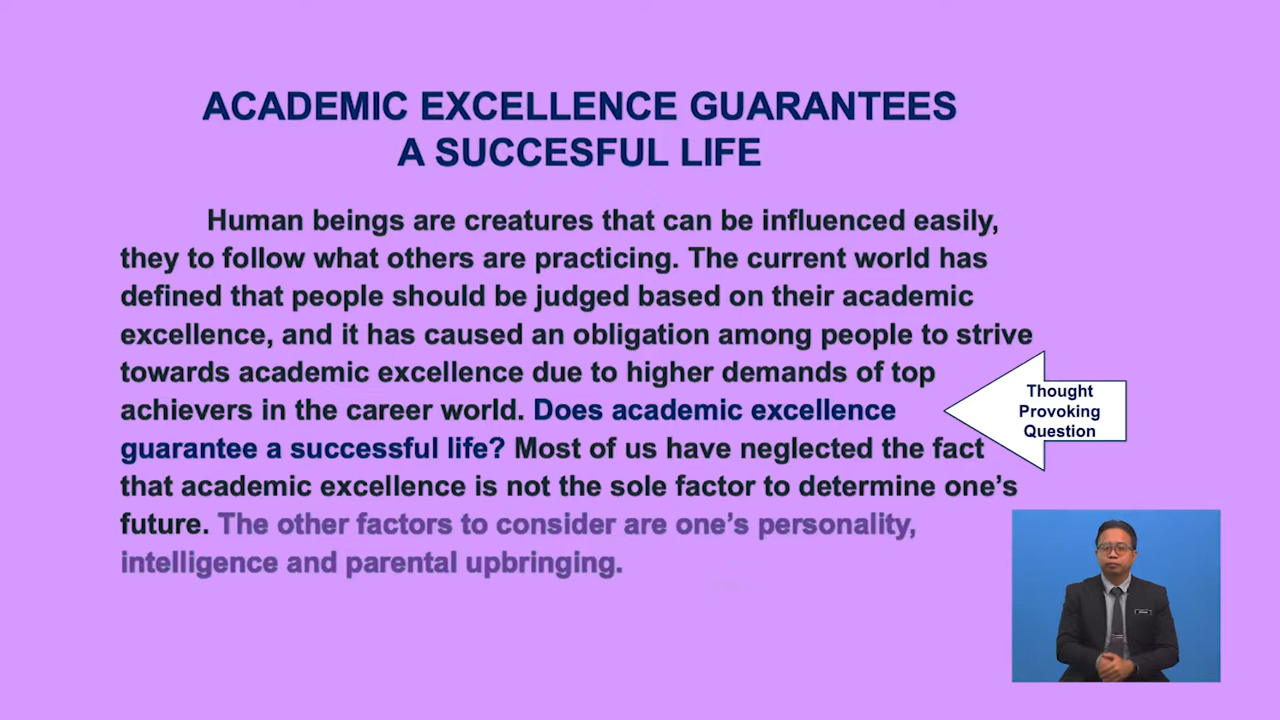 ACADEMIC EXCELLENCE GUARANTEES
A SUCCESFUL LIFE
Human beings are creatures that can be influenced easily,
they to follow what others are practicing. The current world has
defined that people should be judged based on their academic
excellence, and it has caused an obligation among people to strive
towards academic excellence due to higher demands of top
achievers in the career world. Does academic excellence
guarantee a successful life? Most of us have neglected the fact
that academic excellence is not the sole factor to determine one’s
future. The other factors to consider are one’s personality,
intelligence and parental upbringing.
Thought
Provoking
Question